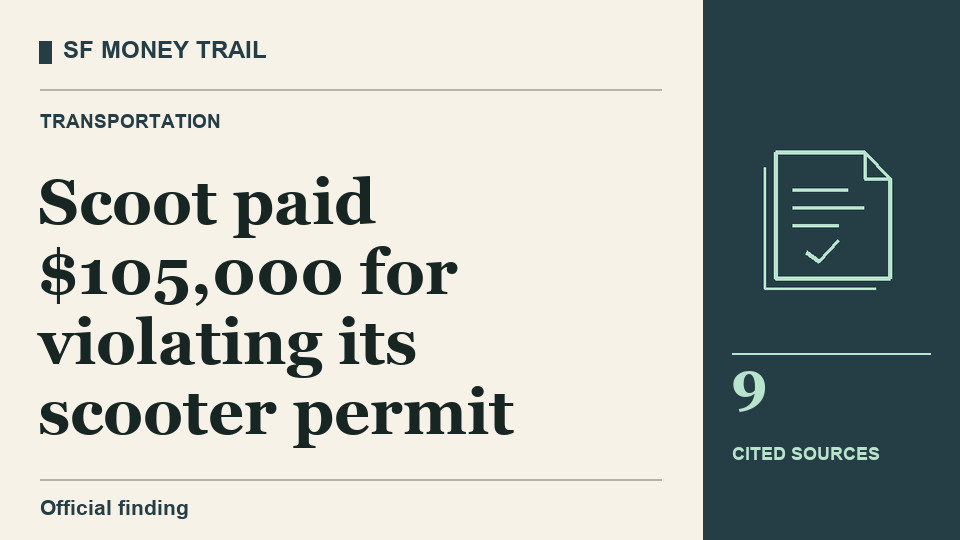 SF MONEY TRAIL
TRANSPORTATION
Scoot paid
$105,000 for
violating its
scooter permit
Official finding
9
CITED SOURCES